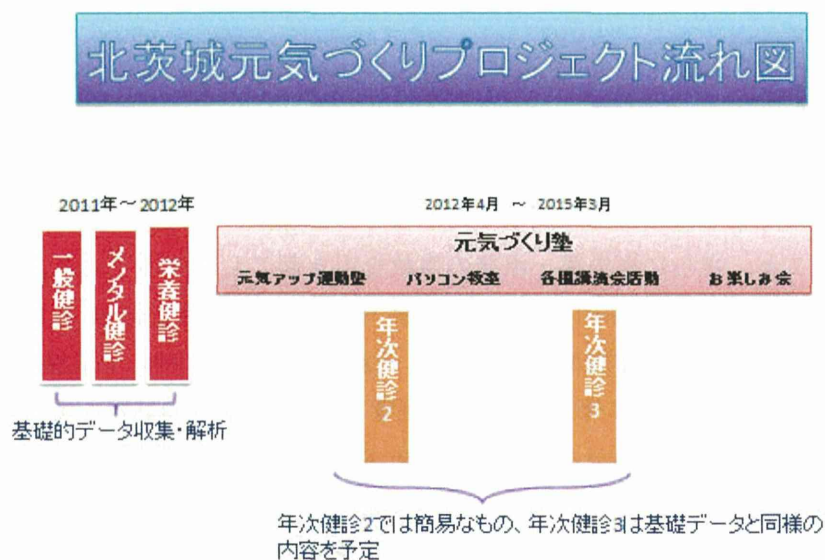 北茨城元気づくりプロジェクト流れ図
2011年～2012年
2012年4月 ～ 2015年3月
一般健診
メンタル健診
栄養健診
元気づくり塾
元気アップ運動塾 パソコン教室 各種講演会活動 お楽しみ会
年次健診2
年次健診3
基礎的データ収集・解析
年次健診2では簡易なもの、年次健診3は基礎データと同様の
内容を予定